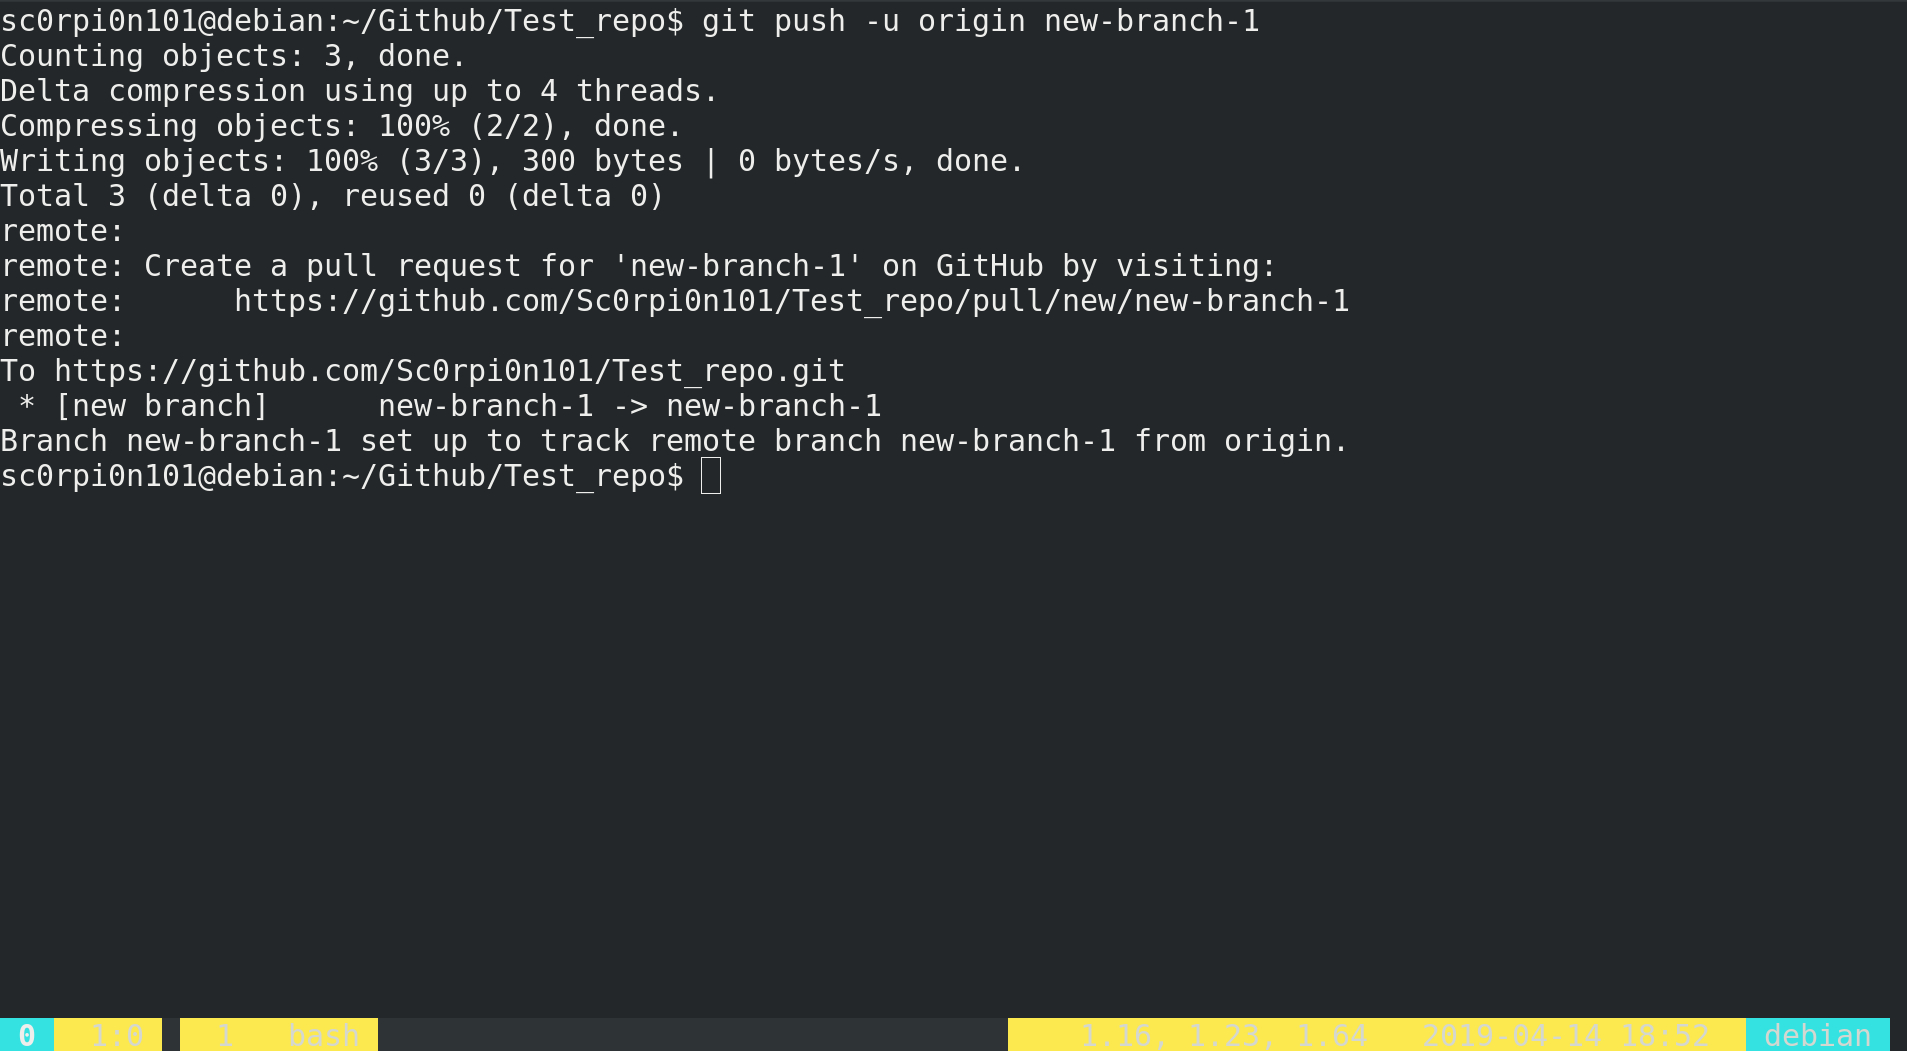 sc0rpi0n101@debian:~/Github/Test_repo$ git push -u origin new-branch-1
Counting objects: 3, done.
Delta compression using up to 4 threads.
Compressing objects: 100% (2/2), done.
Writing objects: 100% (3/3), 300 bytes | 0 bytes/s, done.
Total 3 (delta 0), reused 0 (delta 0)
remote:
remote: Create a pull request for 'new-branch-1' on GitHub by visiting:
remote:      https://github.com/Sc0rpi0n101/Test_repo/pull/new/new-branch-1
remote:
To https://github.com/Sc0rpi0n101/Test_repo.git
 * [new branch]      new-branch-1 -> new-branch-1
Branch new-branch-1 set up to track remote branch new-branch-1 from origin.
sc0rpi0n101@debian:~/Github/Test_repo$
0 1:0 1 bash 1.16, 1.23, 1.64 2019-04-14 18:52 debian